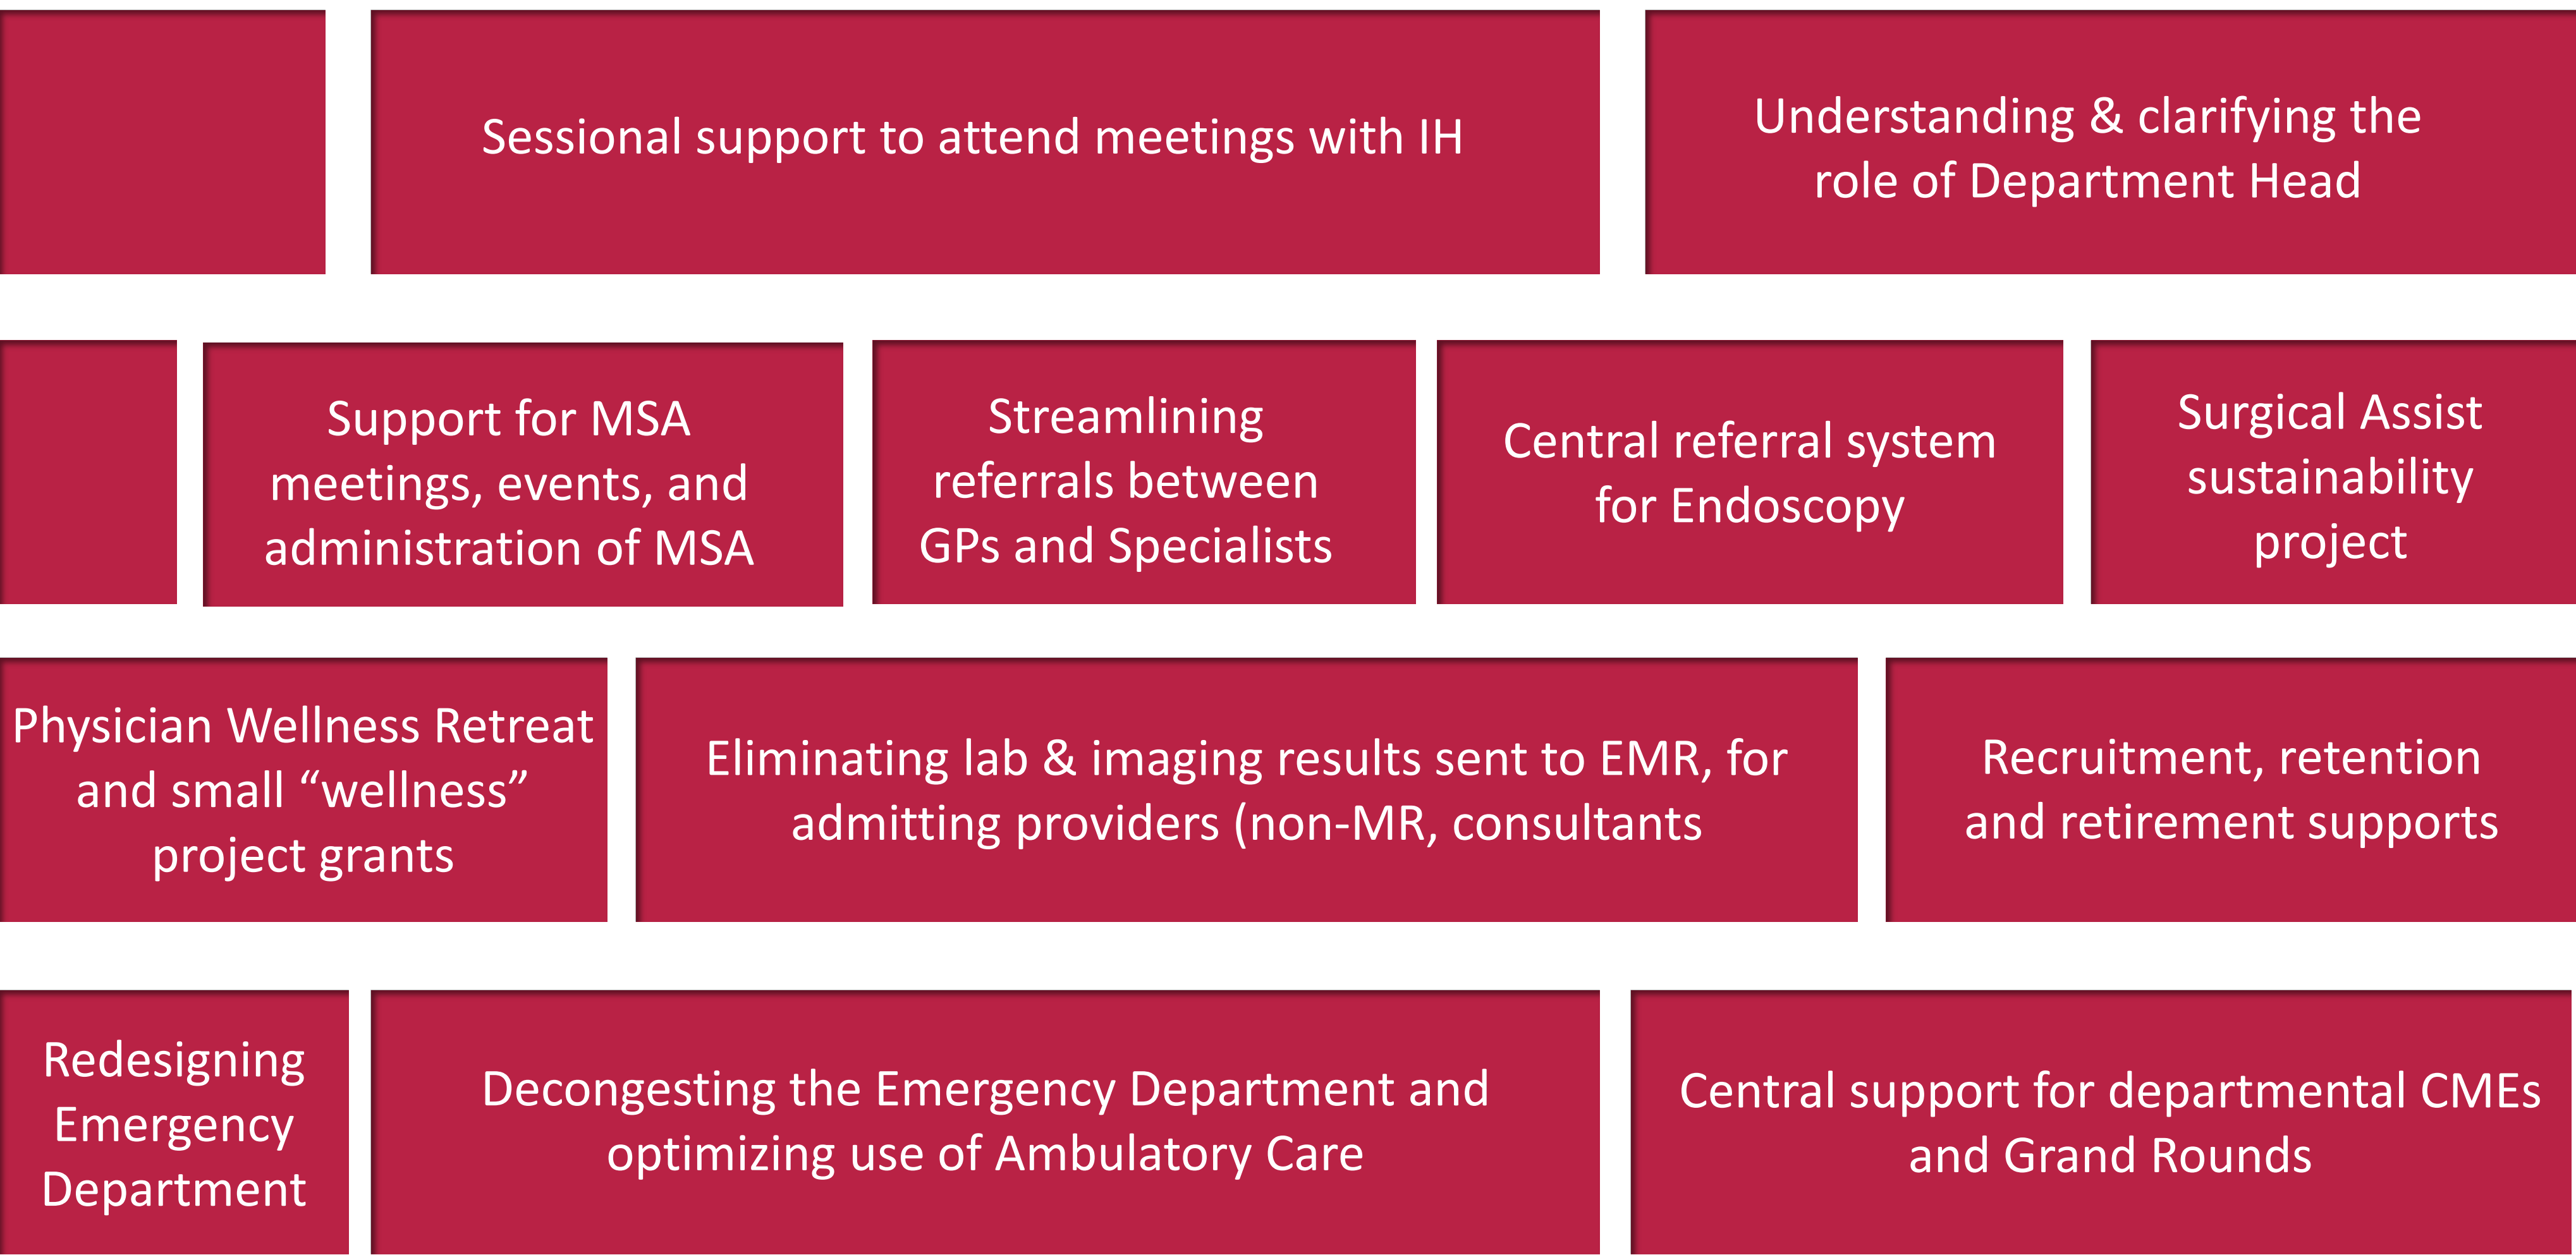 Sessional support to attend meetings with IH
Understanding & clarifying the
role of Department Head
Support for MSA
meetings, events, and
administration of MSA
Streamlining
referrals between
GPs and Specialists
Central referral system
for Endoscopy
Surgical Assist
sustainability
project
Physician Wellness Retreat
and small “wellness”
project grants
Eliminating lab & imaging results sent to EMR, for
admitting providers (non-MR, consultants
Recruitment, retention
and retirement supports
Redesigning
Emergency
Department
Decongesting the Emergency Department and
optimizing use of Ambulatory Care
Central support for departmental CMEs
and Grand Rounds